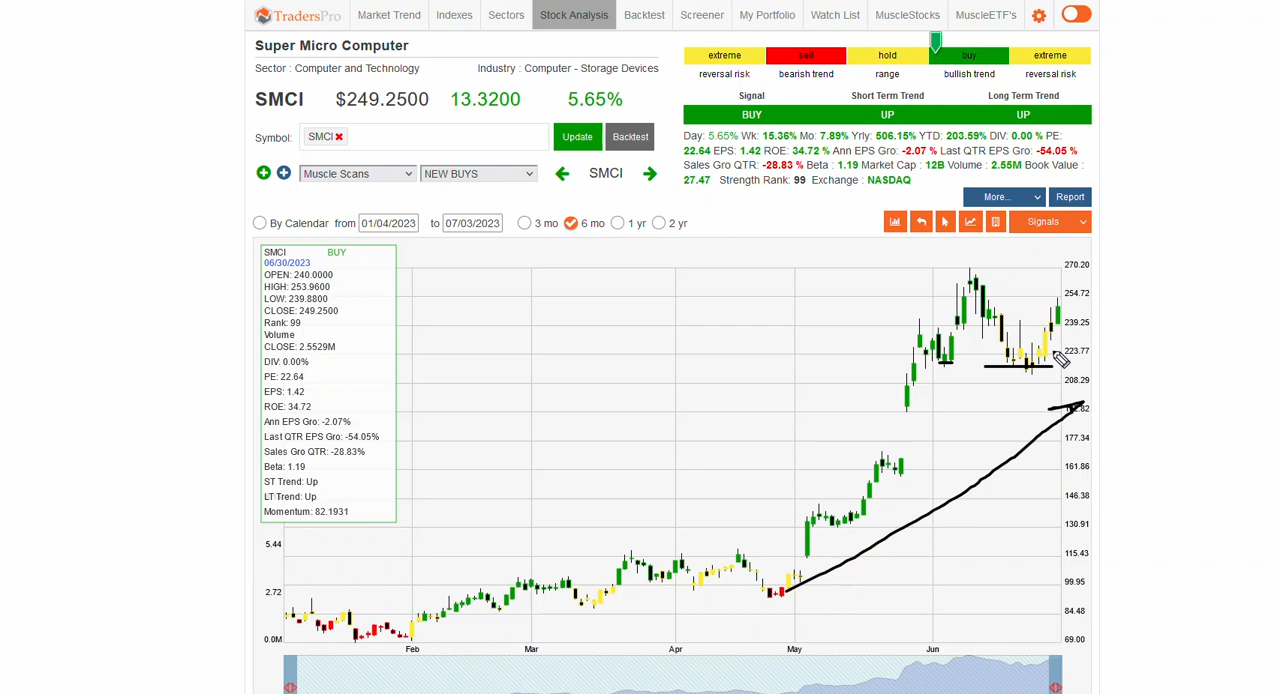 TradersPro Market Trend Indexes Sectors Stock Analysis Backtest Screener My Portfolio Watch List MuscleStocks MuscleETF's
Super Micro Computer
Sector : Computer and Technology Industry : Computer - Storage Devices
SMCI $249.2500 13.3200 5.65%
Symbol: SMCI Update Backtest
Muscle Scans NEW BUYS SMCI
extreme sell hold buy extreme
reversal risk bearish trend range bullish trend reversal risk
Signal Short Term Trend Long Term Trend
BUY UP UP
Day: 5.65% Wk: 15.36% Mo: 7.89% Yrly: 506.15% YTD: 203.59% DIV: 0.00 % PE:
22.64 EPS: 1.42 ROE: 34.72 % Ann EPS Gro: -2.07 % Last QTR EPS Gro: -54.05 %
Sales Gro QTR: -28.83 % Beta : 1.19 Market Cap : 12B Volume : 2.55M Book Value :
27.47 Strength Rank: 99 Exchange : NASDAQ
More... Report
By Calendar from 01/04/2023 to 07/03/2023 3 mo 6 mo 1 yr 2 yr
Signals
SMCI BUY
06/30/2023
OPEN: 240.0000
HIGH: 253.9600
LOW: 239.8800
CLOSE: 249.2500
Rank: 99
Volume
CLOSE: 2.5529M
DIV: 0.00%
PE: 22.64
EPS: 1.42
ROE: 34.72
Ann EPS Gro: -2.07%
Last QTR EPS Gro: -54.05%
Sales Gro QTR: -28.83%
Beta: 1.19
ST Trend: Up
LT Trend: Up
Momentum: 82.1931
5.44
2.72
0.0M
270.20
254.72
239.25
223.77
208.29
177.34
161.86
146.38
130.91
115.43
99.95
84.48
69.00
Feb Mar Apr May Jun